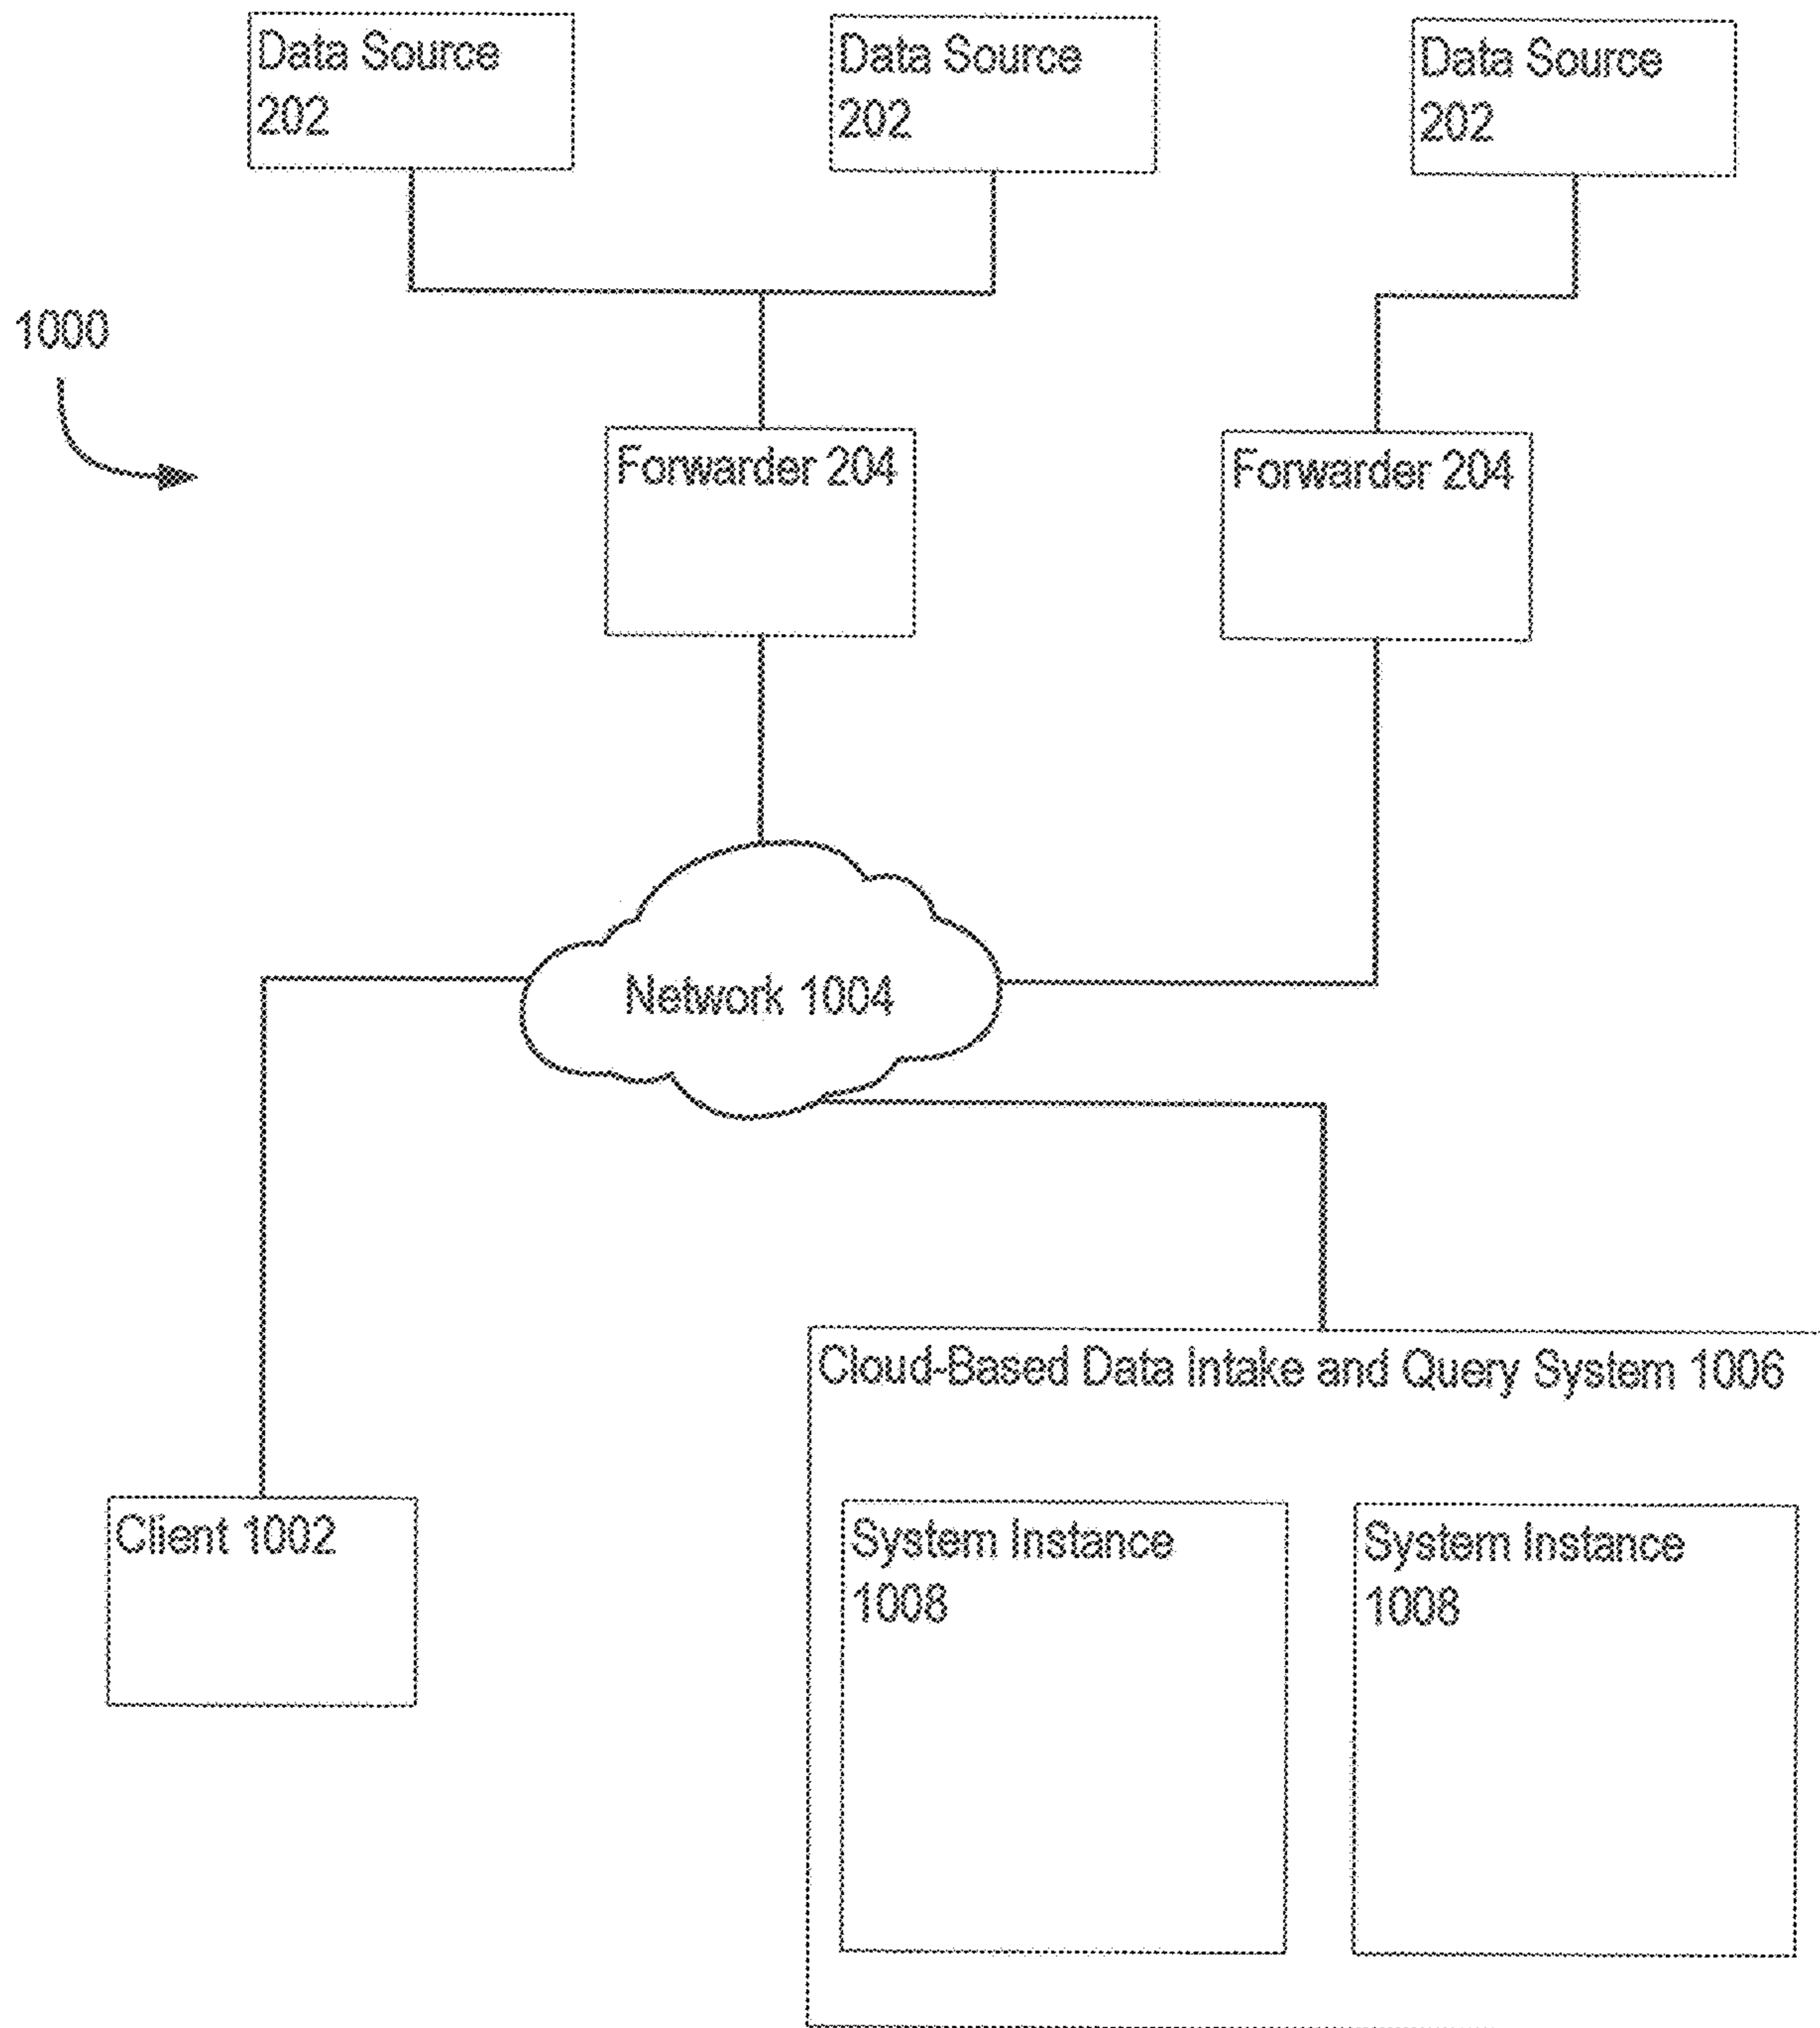 Data Source
202
Data Source
202
Data Source
202
1000
Forwarder 204
Forwarder 204
Network 1004
Cloud-Based Data Intake and Query System 1006
Client 1002
System Instance
1008
System Instance
1008